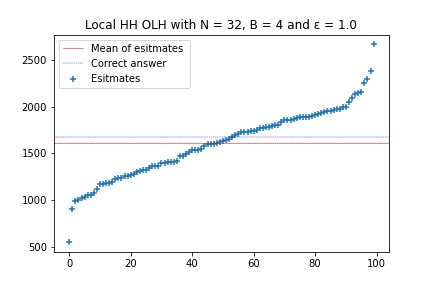 Local HH OLH with N = 32, B = 4 and ε = 1.0
Mean of esitmates
Correct answer
Esitmates
2500
2000
1500
1000
500
0
20
40
60
80
100